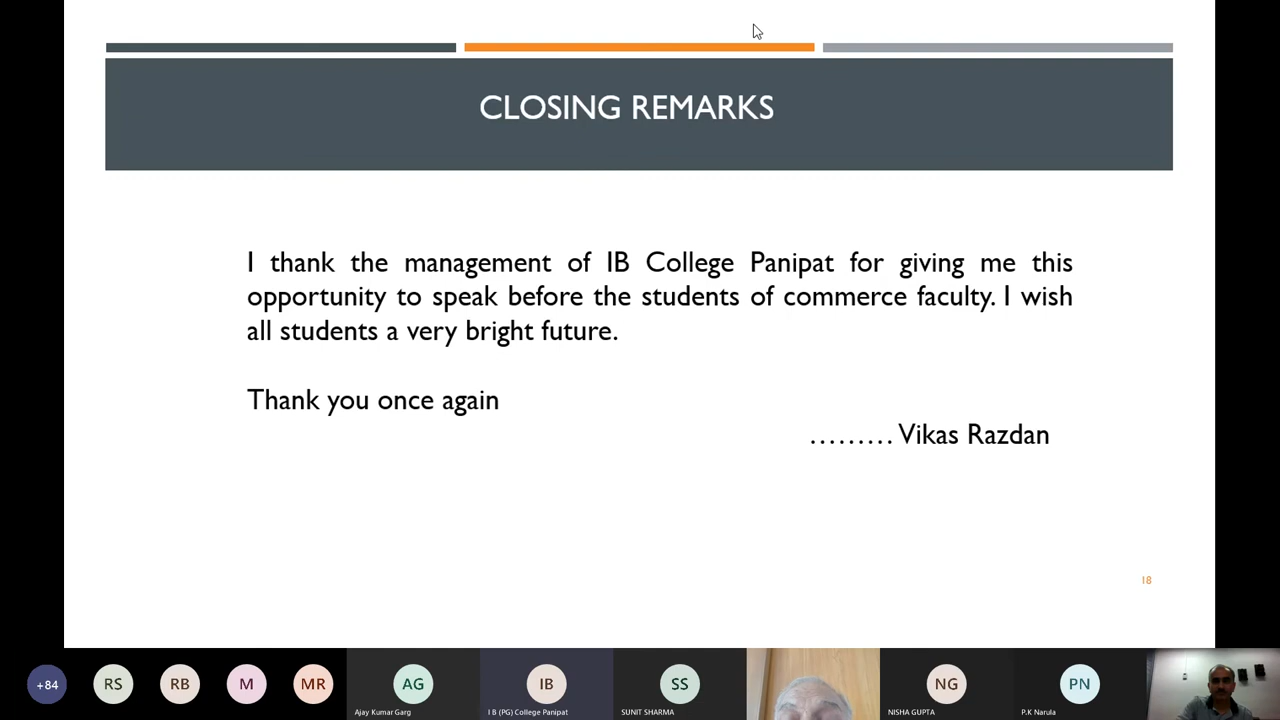 CLOSING REMARKS
I thank the management of IB College Panipat for giving me this
opportunity to speak before the students of commerce faculty. I wish
all students a very bright future.
Thank you once again
......... Vikas Razdan
18
+84
RS
RB
M
MR
AG
IB
SS
NG
PN
Ajay Kumar Garg
I B (PG) College Panipat
SUNIT SHARMA
NISHA GUPTA
P.K Narula